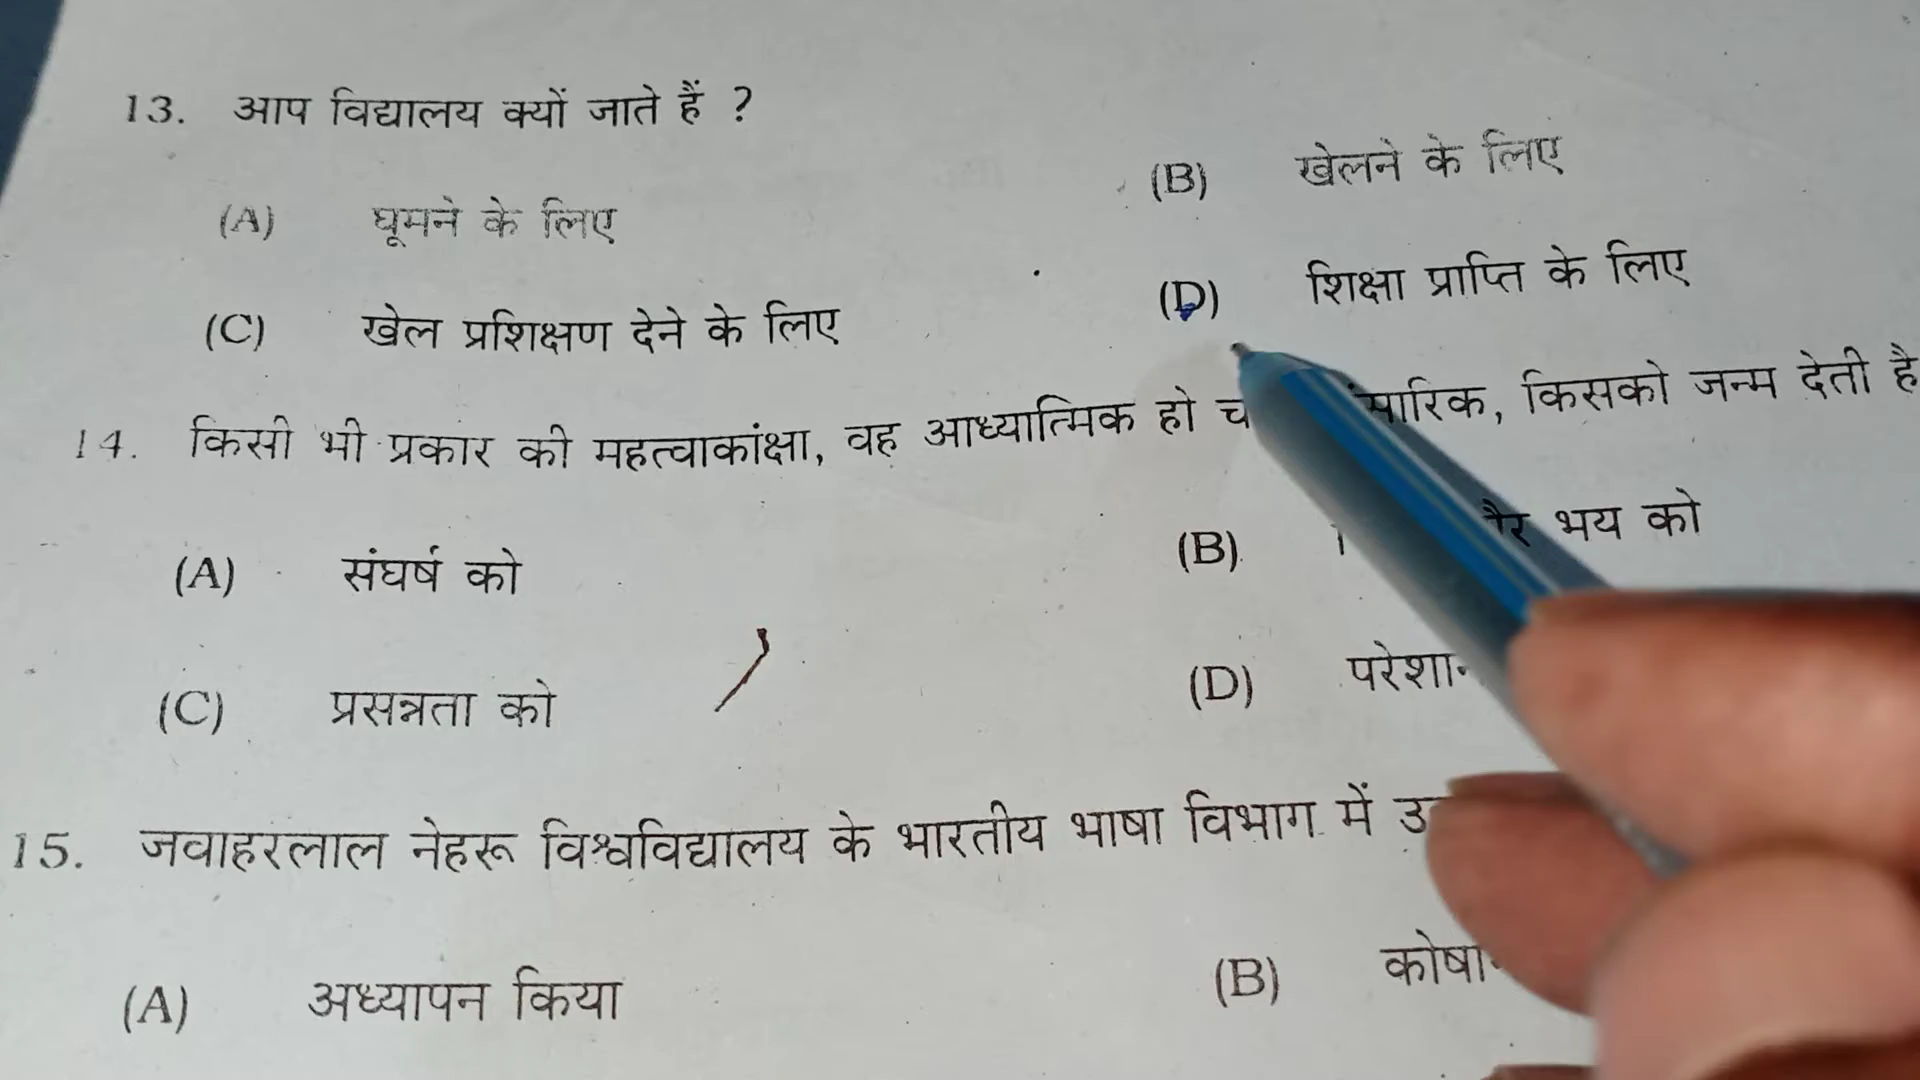 13. आप विद्यालय क्यों जाते हैं ?
(A) घूमने के लिए
(B) खेलने के लिए
(C) खेल प्रशिक्षण देने के लिए
(D) शिक्षा प्राप्ति के लिए
14. किसी भी प्रकार की महत्वाकांक्षा, वह आध्यात्मिक हो किसको जन्म देती है
(A) संघर्ष को
(B) भय को
(C) प्रसन्नता को
(D)
15. जवाहरलाल नेहरू विश्वविद्यालय के भारतीय भाषा विभाग में
(A) अध्यापन किया
(B)